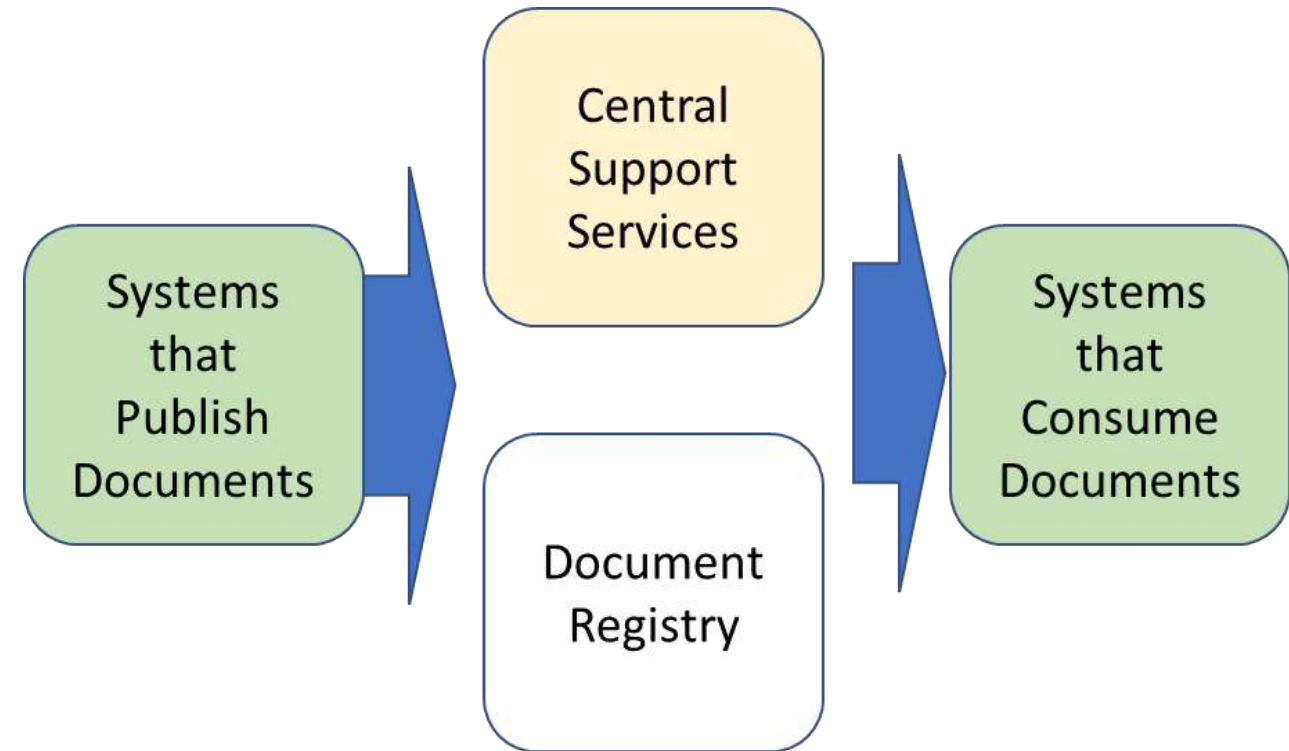 Systems
that
Publish
Documents
Central
Support
Services
Document
Registry
Systems
that
Consume
Documents